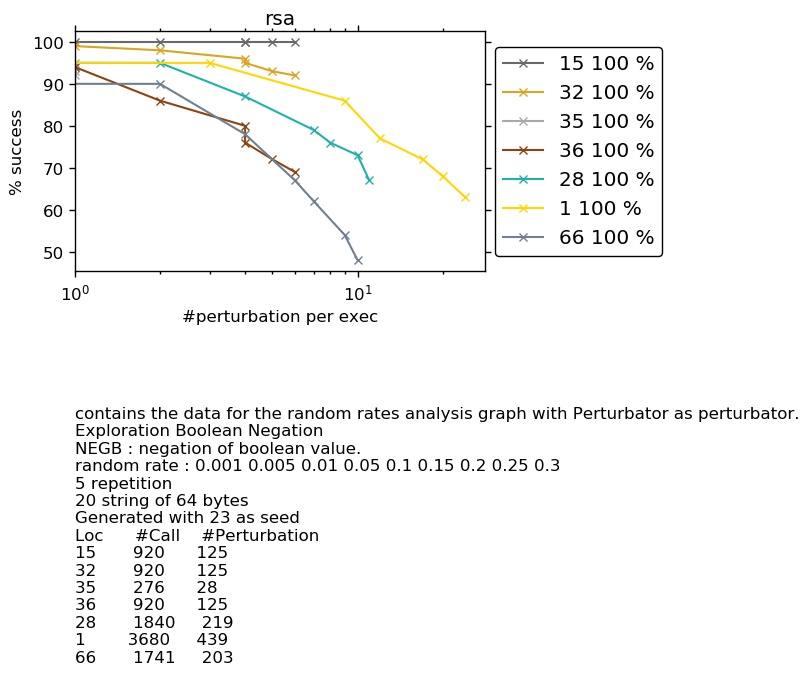 rsa
100
90
80
70
60
50
% success
10^0
10^1
#perturbation per exec
15 100 %
32 100 %
35 100 %
36 100 %
28 100 %
1 100 %
66 100 %
contains the data for the random rates analysis graph with Perturbator as perturbator.
Exploration Boolean Negation
NEGB : negation of boolean value.
random rate : 0.001 0.005 0.01 0.05 0.1 0.15 0.2 0.25 0.3
5 repetition
20 string of 64 bytes
Generated with 23 as seed
Loc #Call #Perturbation
15 920 125
32 920 125
35 276 28
36 920 125
28 1840 219
1 3680 439
66 1741 203